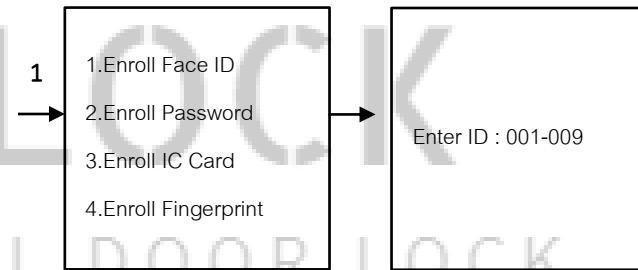 1
1.Enroll Face ID
2.Enroll Password
3.Enroll IC Card
4.Enroll Fingerprint
Enter ID : 001-009
LOCK
L DOOR LOCK